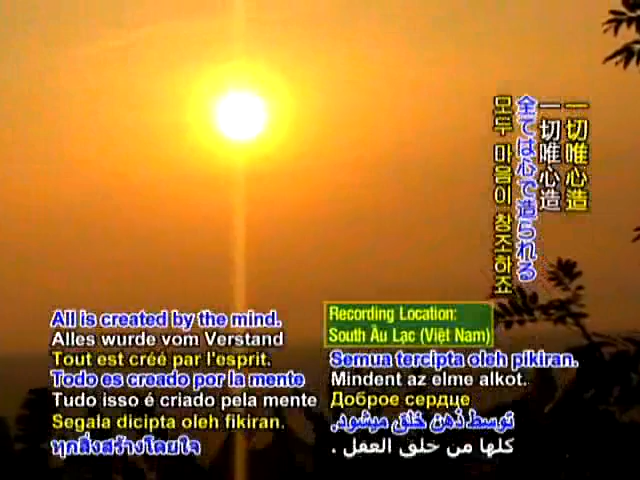 一切唯心造
一切唯心造
全ては心で造られる
모두 마음이 창조하죠
All is created by the mind.
Alles wurde vom Verstand
Tout est créé par l'esprit.
Todo es creado por la mente
Tudo isso é criado pela mente
Segala dicipta oleh fikiran.
ทุกสิ่งสร้างโดยใจ
Recording Location:
South Âu Lạc (Việt Nam)
Semua tercipta oleh pikiran.
Mindent az elme alkot.
Доброе сердце
توسط ذهن خلق میشود.
كلها من خلق العقل .